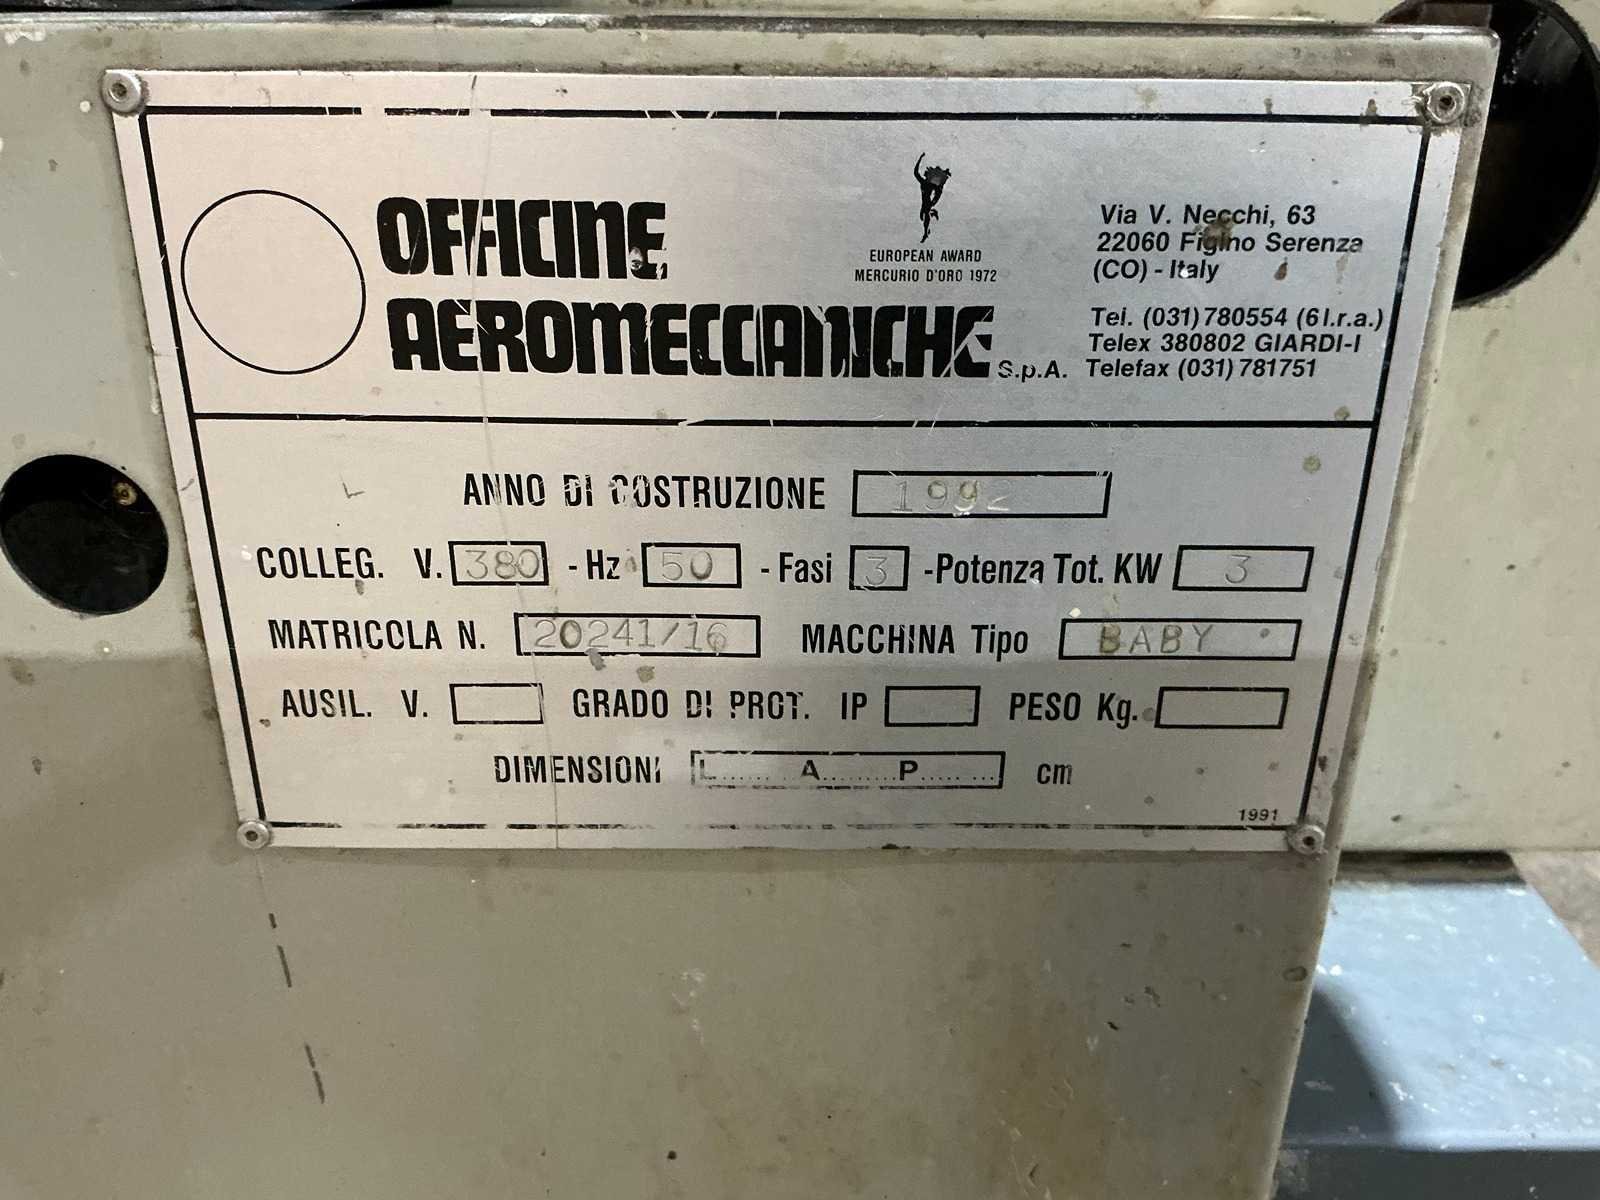 OFFICINE
AEROMECCANICHE S.p.A.
EUROPEAN AWARD
MERCURIO D'ORO 1972
Via V. Necchi, 63
22060 Figino Serenza
(CO) - Italy
Tel. (031) 780554 (6 l.r.a.)
Telex 380802 GIARDI-I
Telefax (031) 781751
ANNO DI COSTRUZIONE 1992
COLLEG. V. 380 - Hz 50 - Fasi 3 - Potenza Tot. KW 3
MATRICOLA N. 20241/16 MACCHINA Tipo BABY
AUSIL. V. GRADO DI PROT. IP PESO Kg.
DIMENSIONI L...... A........ P........ cm
1991